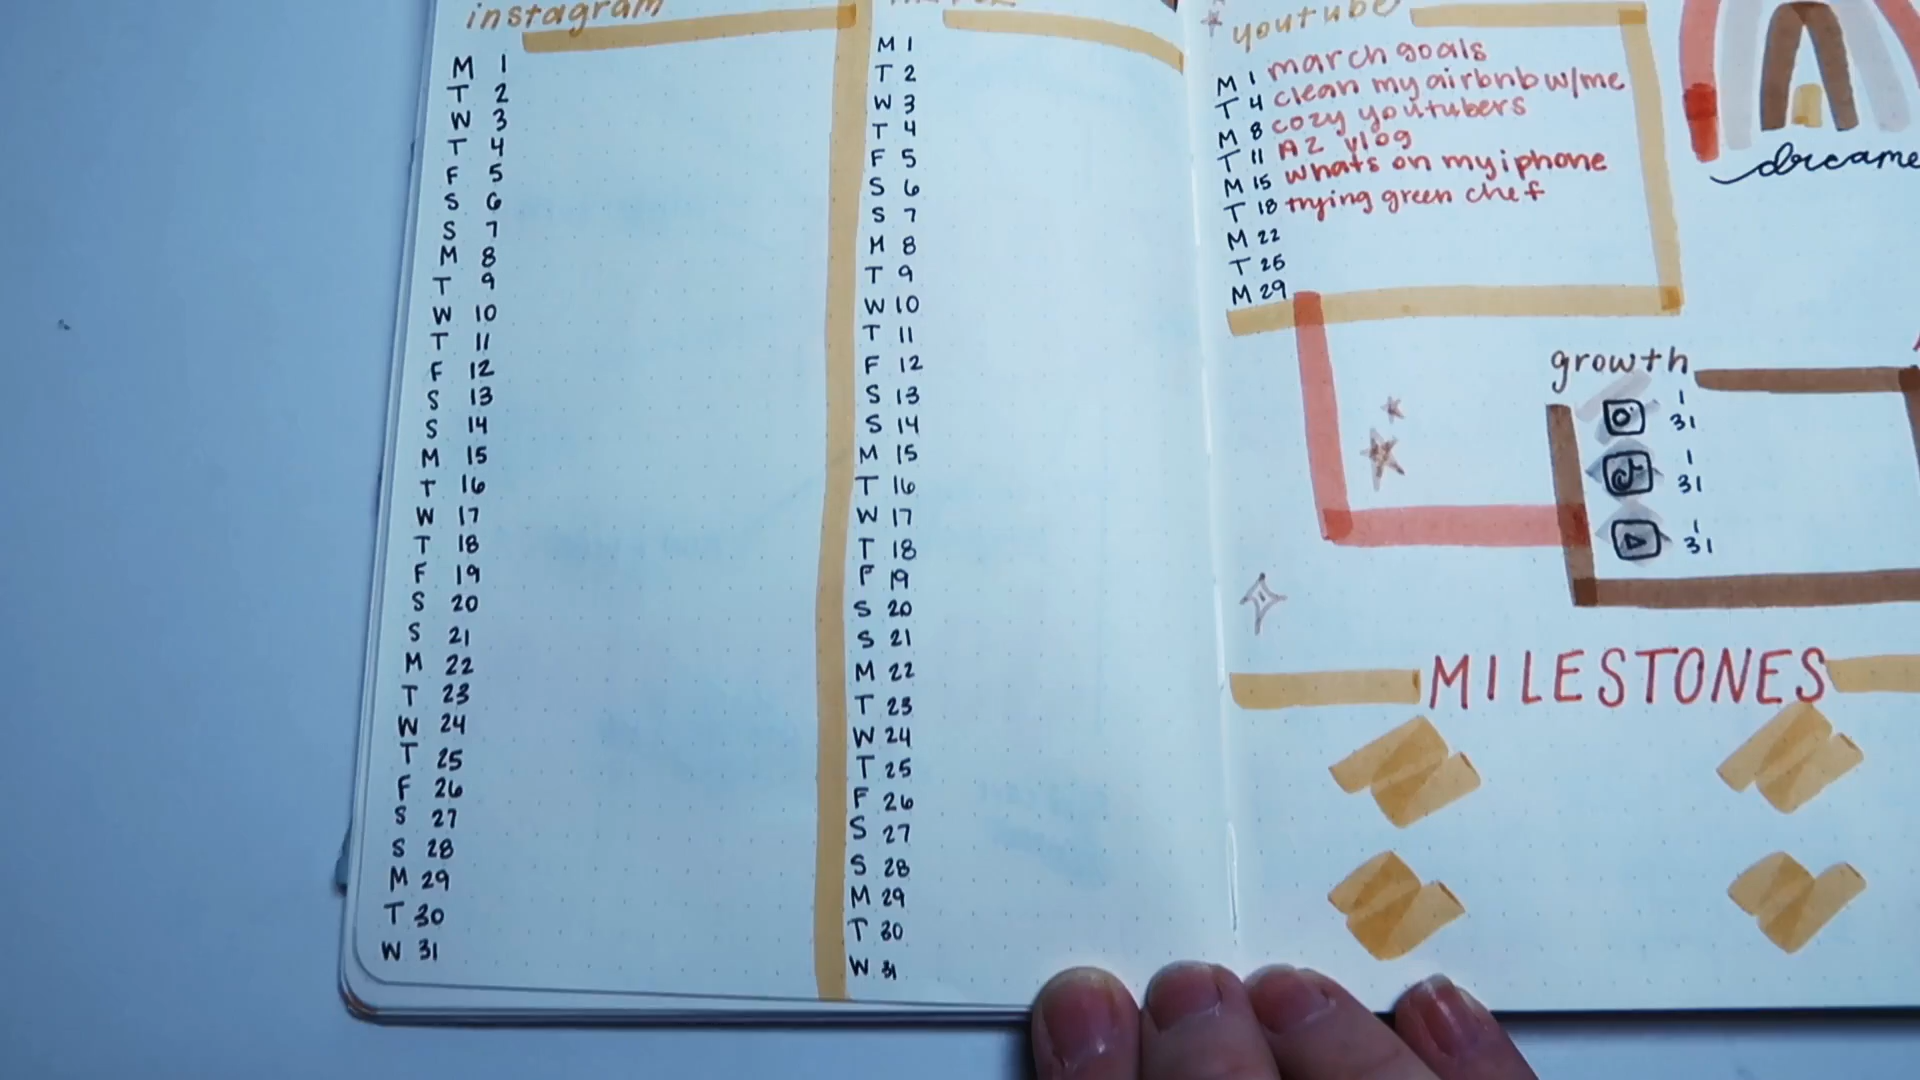 instagram
M 1
T 2
W 3
T 4
F 5
S 6
S 7
M 8
T 9
W 10
T 11
F 12
S 13
S 14
M 15
T 16
W 17
T 18
F 19
S 20
S 21
M 22
T 23
W 24
T 25
F 26
S 27
S 28
M 29
T 30
W 31
M 1
T 2
W 3
T 4
F 5
S 6
S 7
M 8
T 9
W 10
T 11
F 12
S 13
S 14
M 15
T 16
W 17
T 18
F 19
S 20
S 21
M 22
T 23
W 24
T 25
F 26
S 27
S 28
M 29
T 30
W 31
youtube
M 1 march goals
T 4 clean my airbnb w/me
M 8 cozy youtubers
T 11 AZ vlog
M 15 whats on my iphone
T 18 trying green chef
M 22
T 25
M 29
growth
1
31
1
31
1
31
MILESTONES